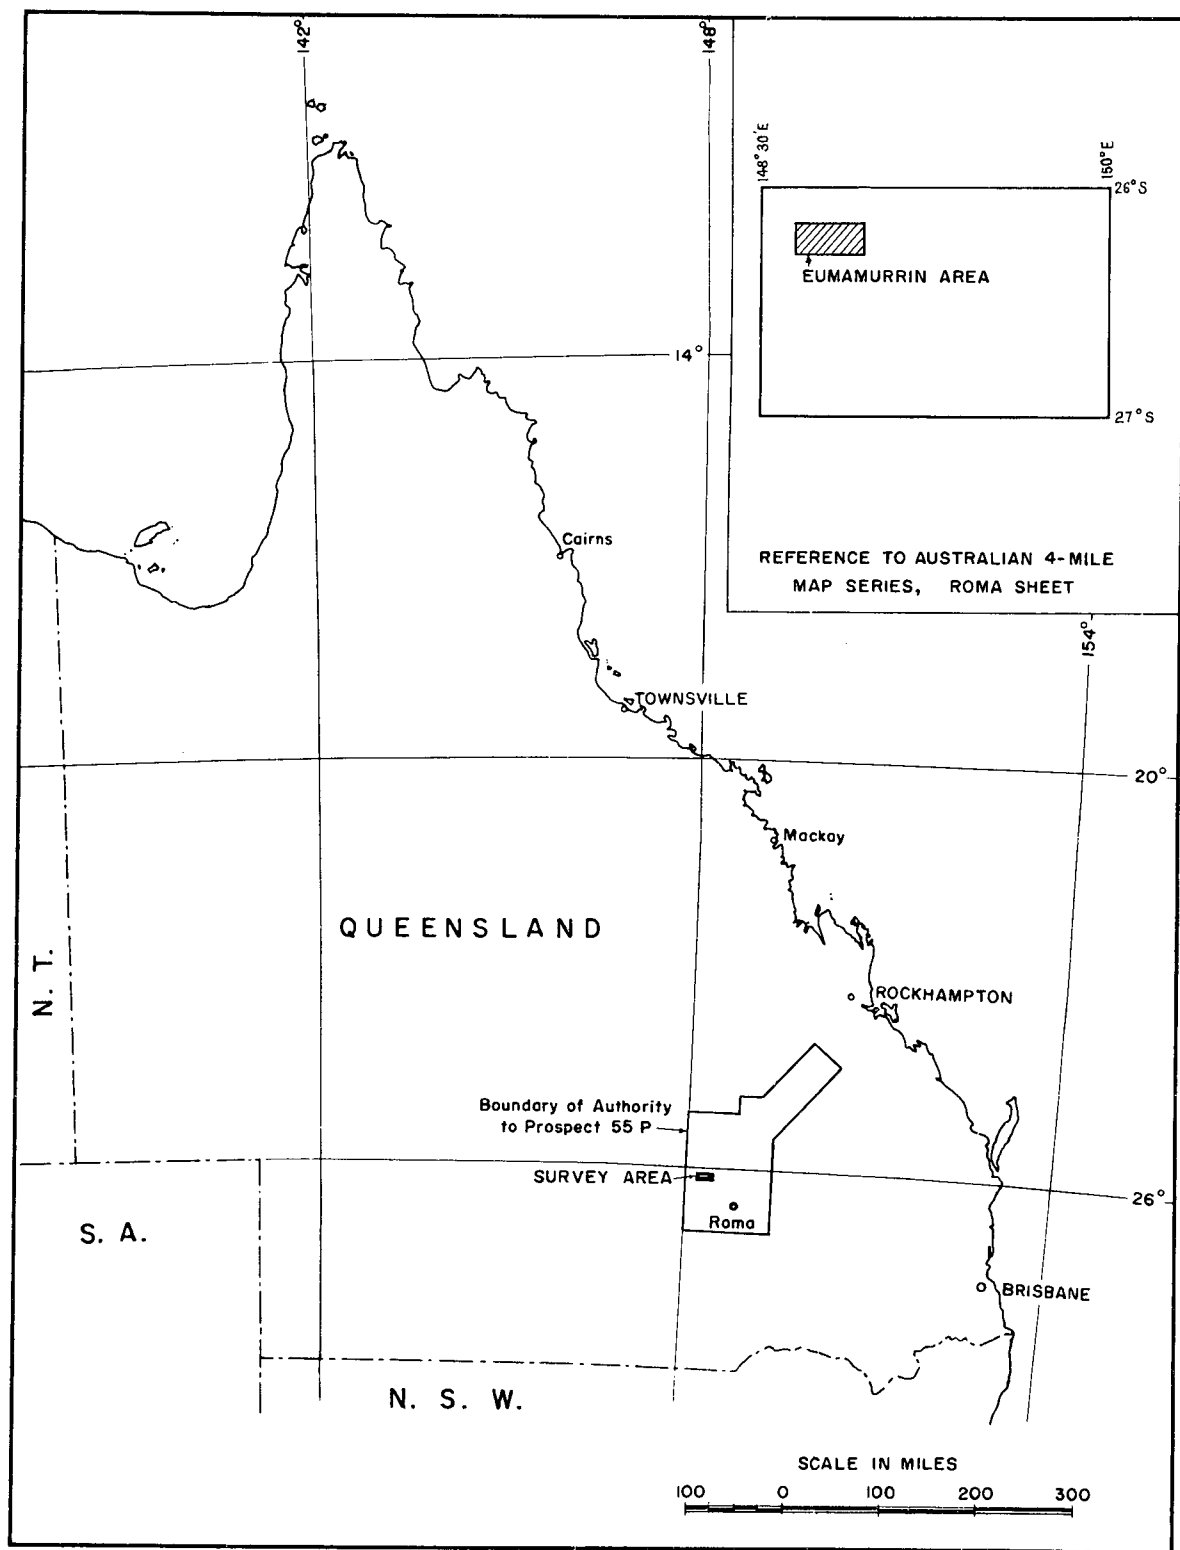 142°
148°
148°30'E
150°E
26°S
EUMAMURRIN AREA
27°S
14°
Cairns
REFERENCE TO AUSTRALIAN 4-MILE
MAP SERIES, ROMA SHEET
154°
TOWNSVILLE
20°
Mackay
QUEENSLAND
N. T.
ROCKHAMPTON
Boundary of Authority
to Prospect 55 P
SURVEY AREA
26°
Roma
S. A.
BRISBANE
N. S. W.
SCALE IN MILES
100 0 100 200 300